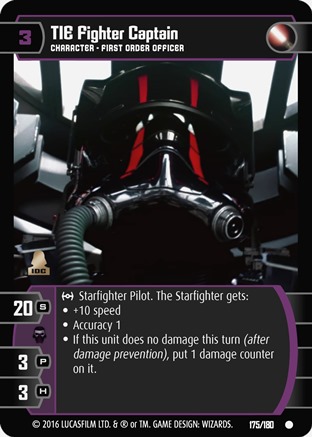 3 TIE Fighter Captain
CHARACTER - FIRST ORDER OFFICER
IDC
20 S
3 P
3 H
Starfighter Pilot. The Starfighter gets:
• +10 speed
• Accuracy 1
• If this unit does no damage this turn (after
damage prevention), put 1 damage counter
on it.
© 2016 LUCASFILM LTD. & ® or TM. GAME DESIGN: WIZARDS. 175/180